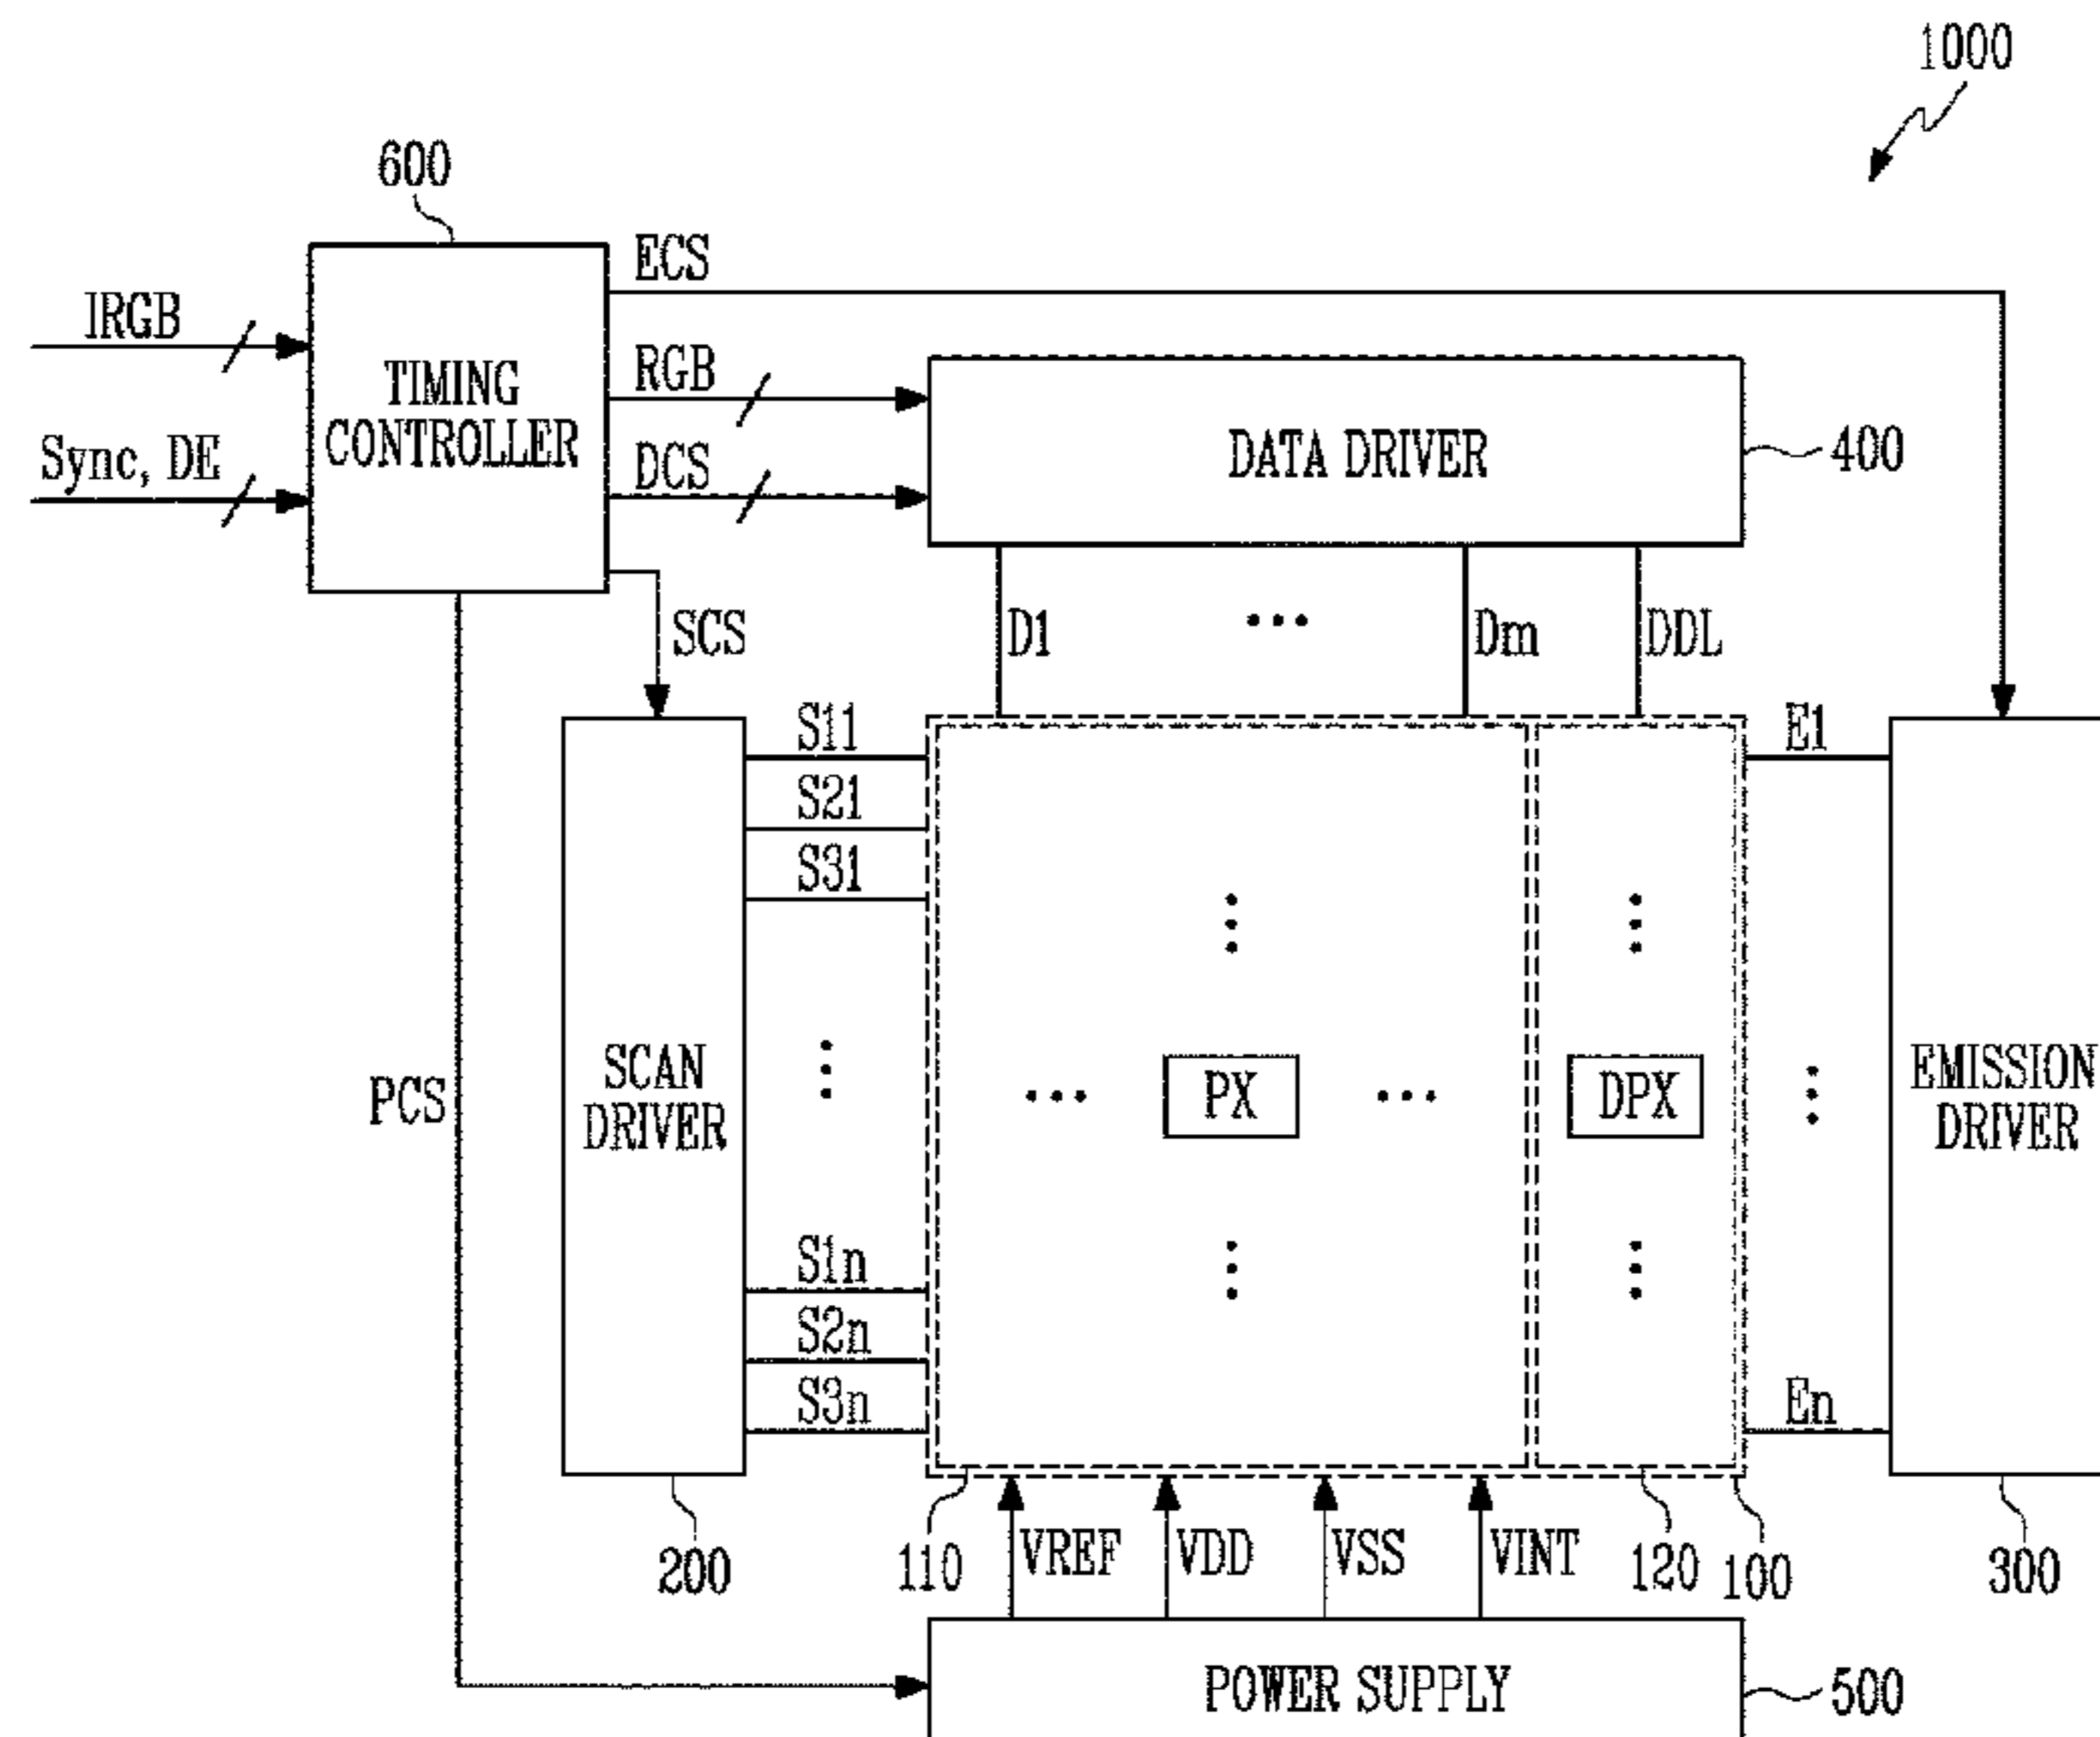 1000
600
ECS
IRGB
RGB
TIMING
CONTROLLER
DATA DRIVER
400
Sync, DE
DCS
SCS
D1
...
Dm
DDL
S11
E1
S21
S31
PCS
SCAN
DRIVER
... PX ...
DPX
EMISSION
DRIVER
S1n
S2n
S3n
En
200
110
VREF
VDD
VSS
VINT
120
100
300
POWER SUPPLY
500